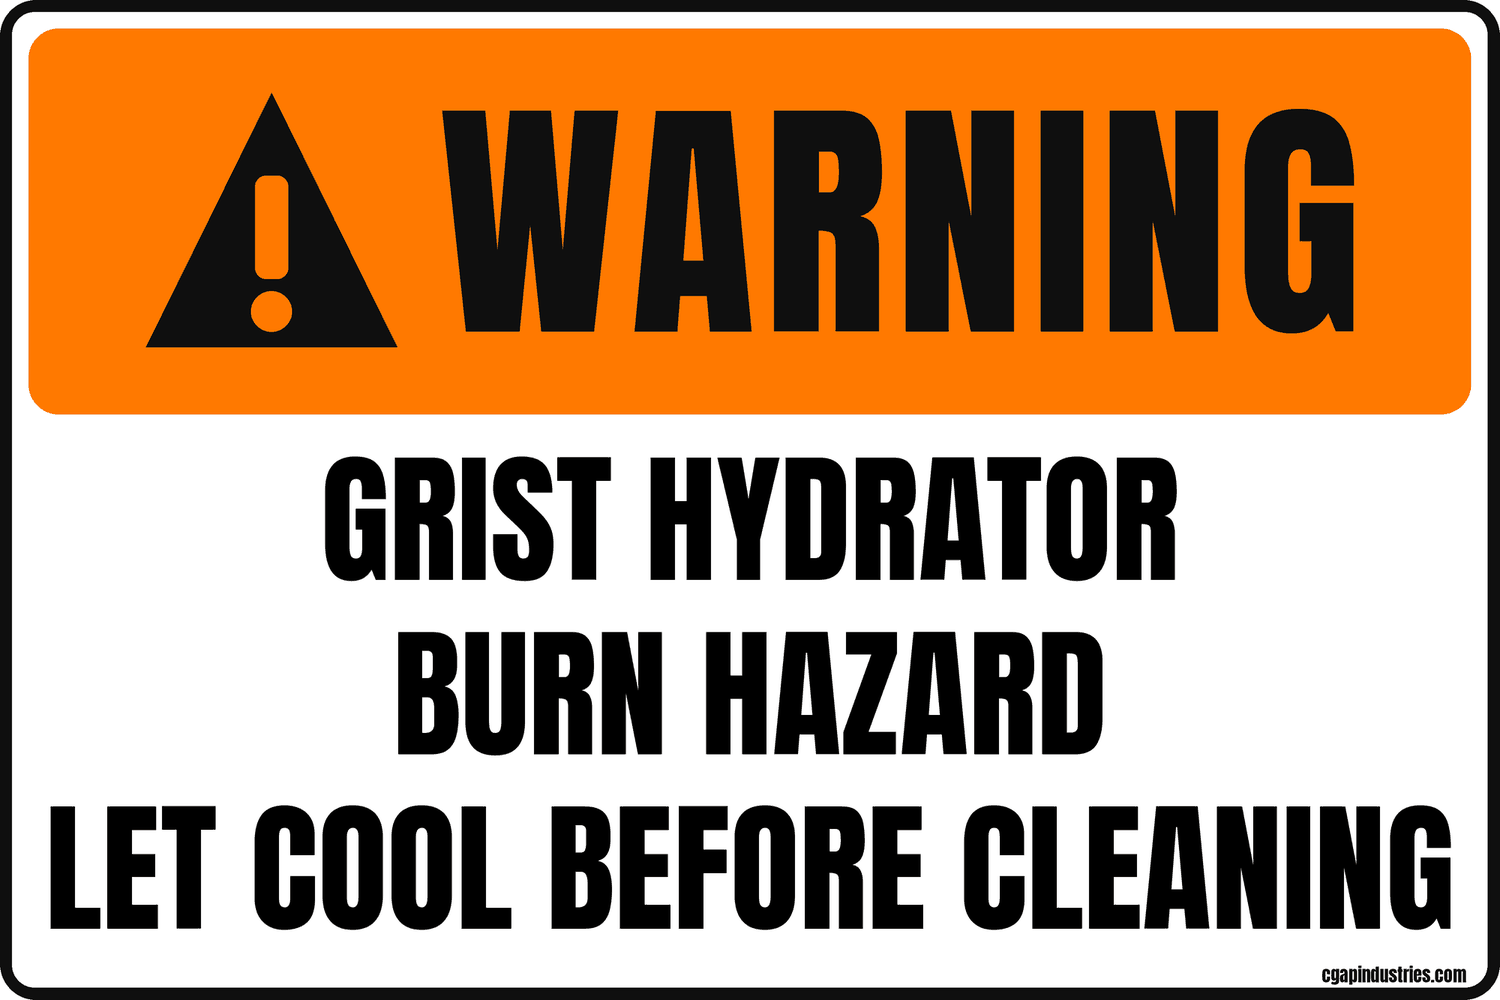 WARNING
GRIST HYDRATOR
BURN HAZARD
LET COOL BEFORE CLEANING
cgapindustries.com